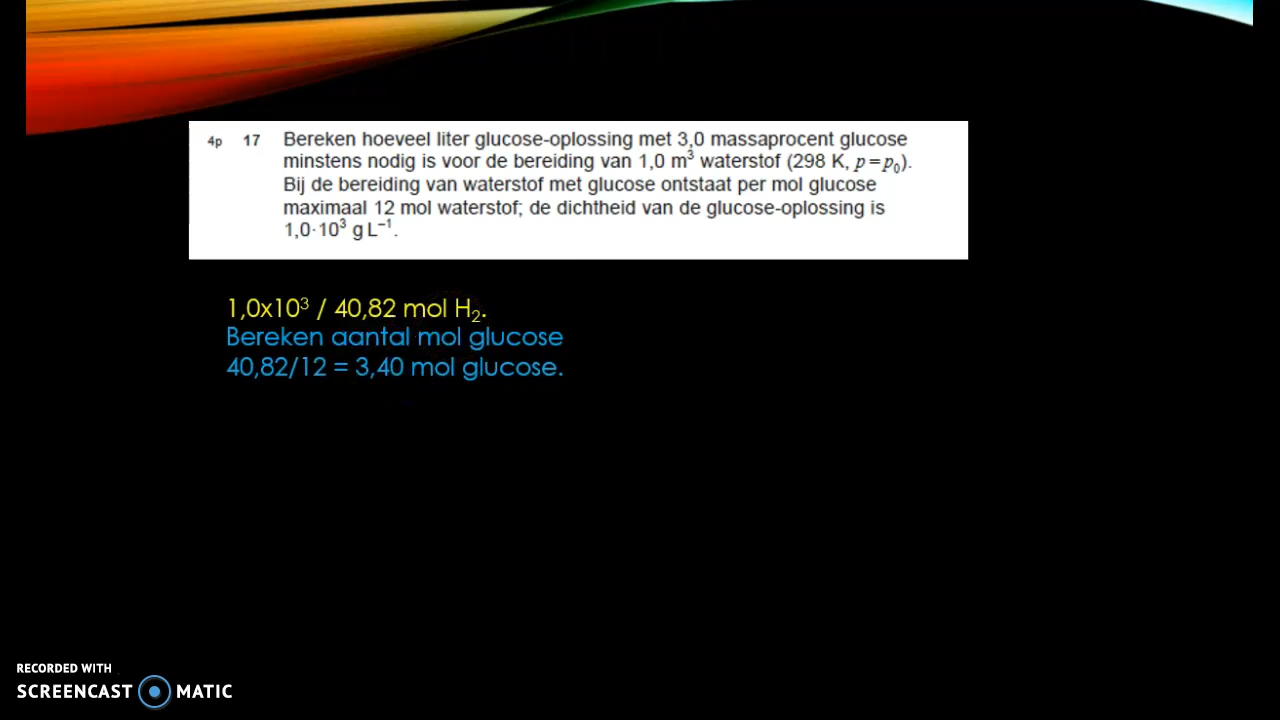 4p 17 Bereken hoeveel liter glucose-oplossing met 3,0 massaprocent glucose
minstens nodig is voor de bereiding van 1,0 m³ waterstof (298 K, p = p₀).
Bij de bereiding van waterstof met glucose ontstaat per mol glucose
maximaal 12 mol waterstof; de dichtheid van de glucose-oplossing is
1,0·10³ g L⁻¹.
1,0x10³ / 40,82 mol H₂.
Bereken aantal mol glucose
40,82/12 = 3,40 mol glucose.
RECORDED WITH
SCREENCAST MATIC